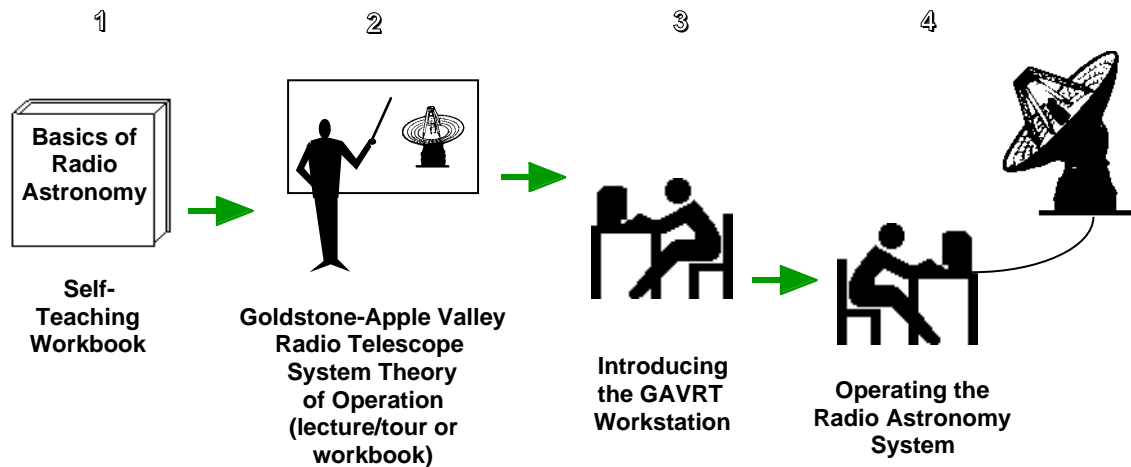 1
2
3
4
Basics of
Radio
Astronomy
Self-
Teaching
Workbook
Goldstone-Apple Valley
Radio Telescope
System Theory
of Operation
(lecture/tour or
workbook)
Introducing
the GAVRT
Workstation
Operating the
Radio Astronomy
System